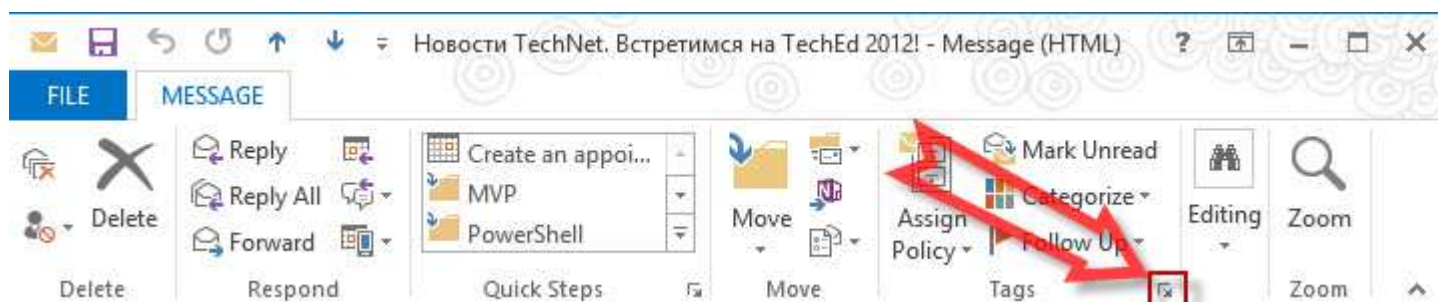 Новости TechNet. Встретимся на TechEd 2012! - Message (HTML) ?
FILE MESSAGE
Reply Create an appoi... Mark Unread
Reply All MVP Categorize
Delete Move Assign Editing Zoom
Forward PowerShell Policy Follow Up
Delete Respond Quick Steps Move Tags Zoom